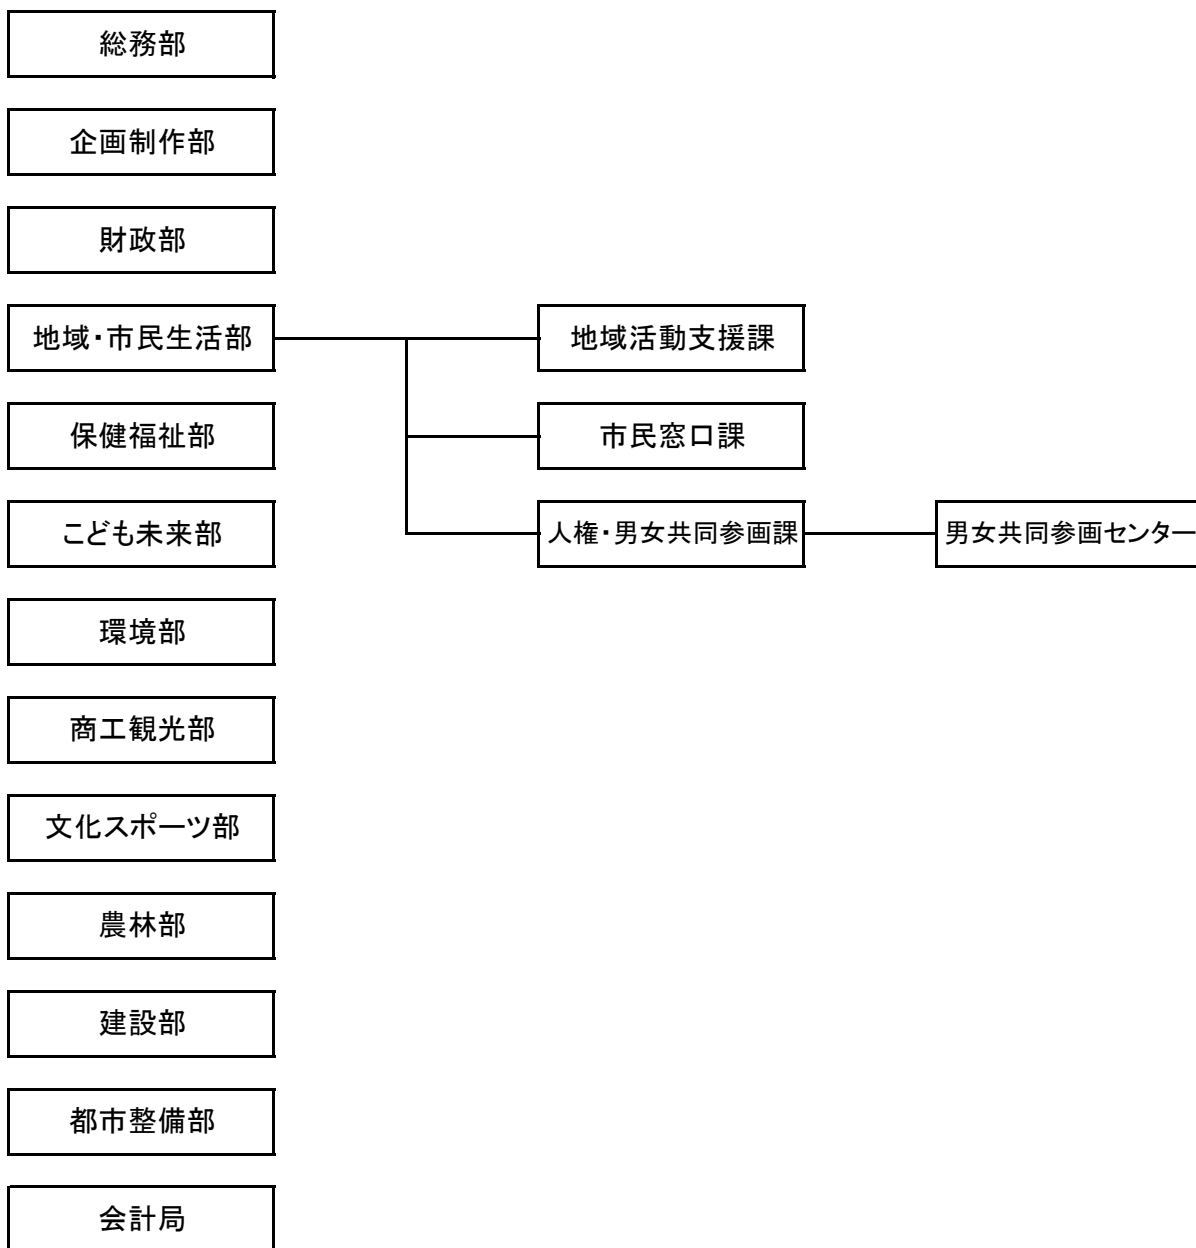 総務部
企画制作部
財政部
地域・市民生活部
地域活動支援課
保健福祉部
市民窓口課
こども未来部
人権・男女共同参画課
男女共同参画センター
環境部
商工観光部
文化スポーツ部
農林部
建設部
都市整備部
会計局